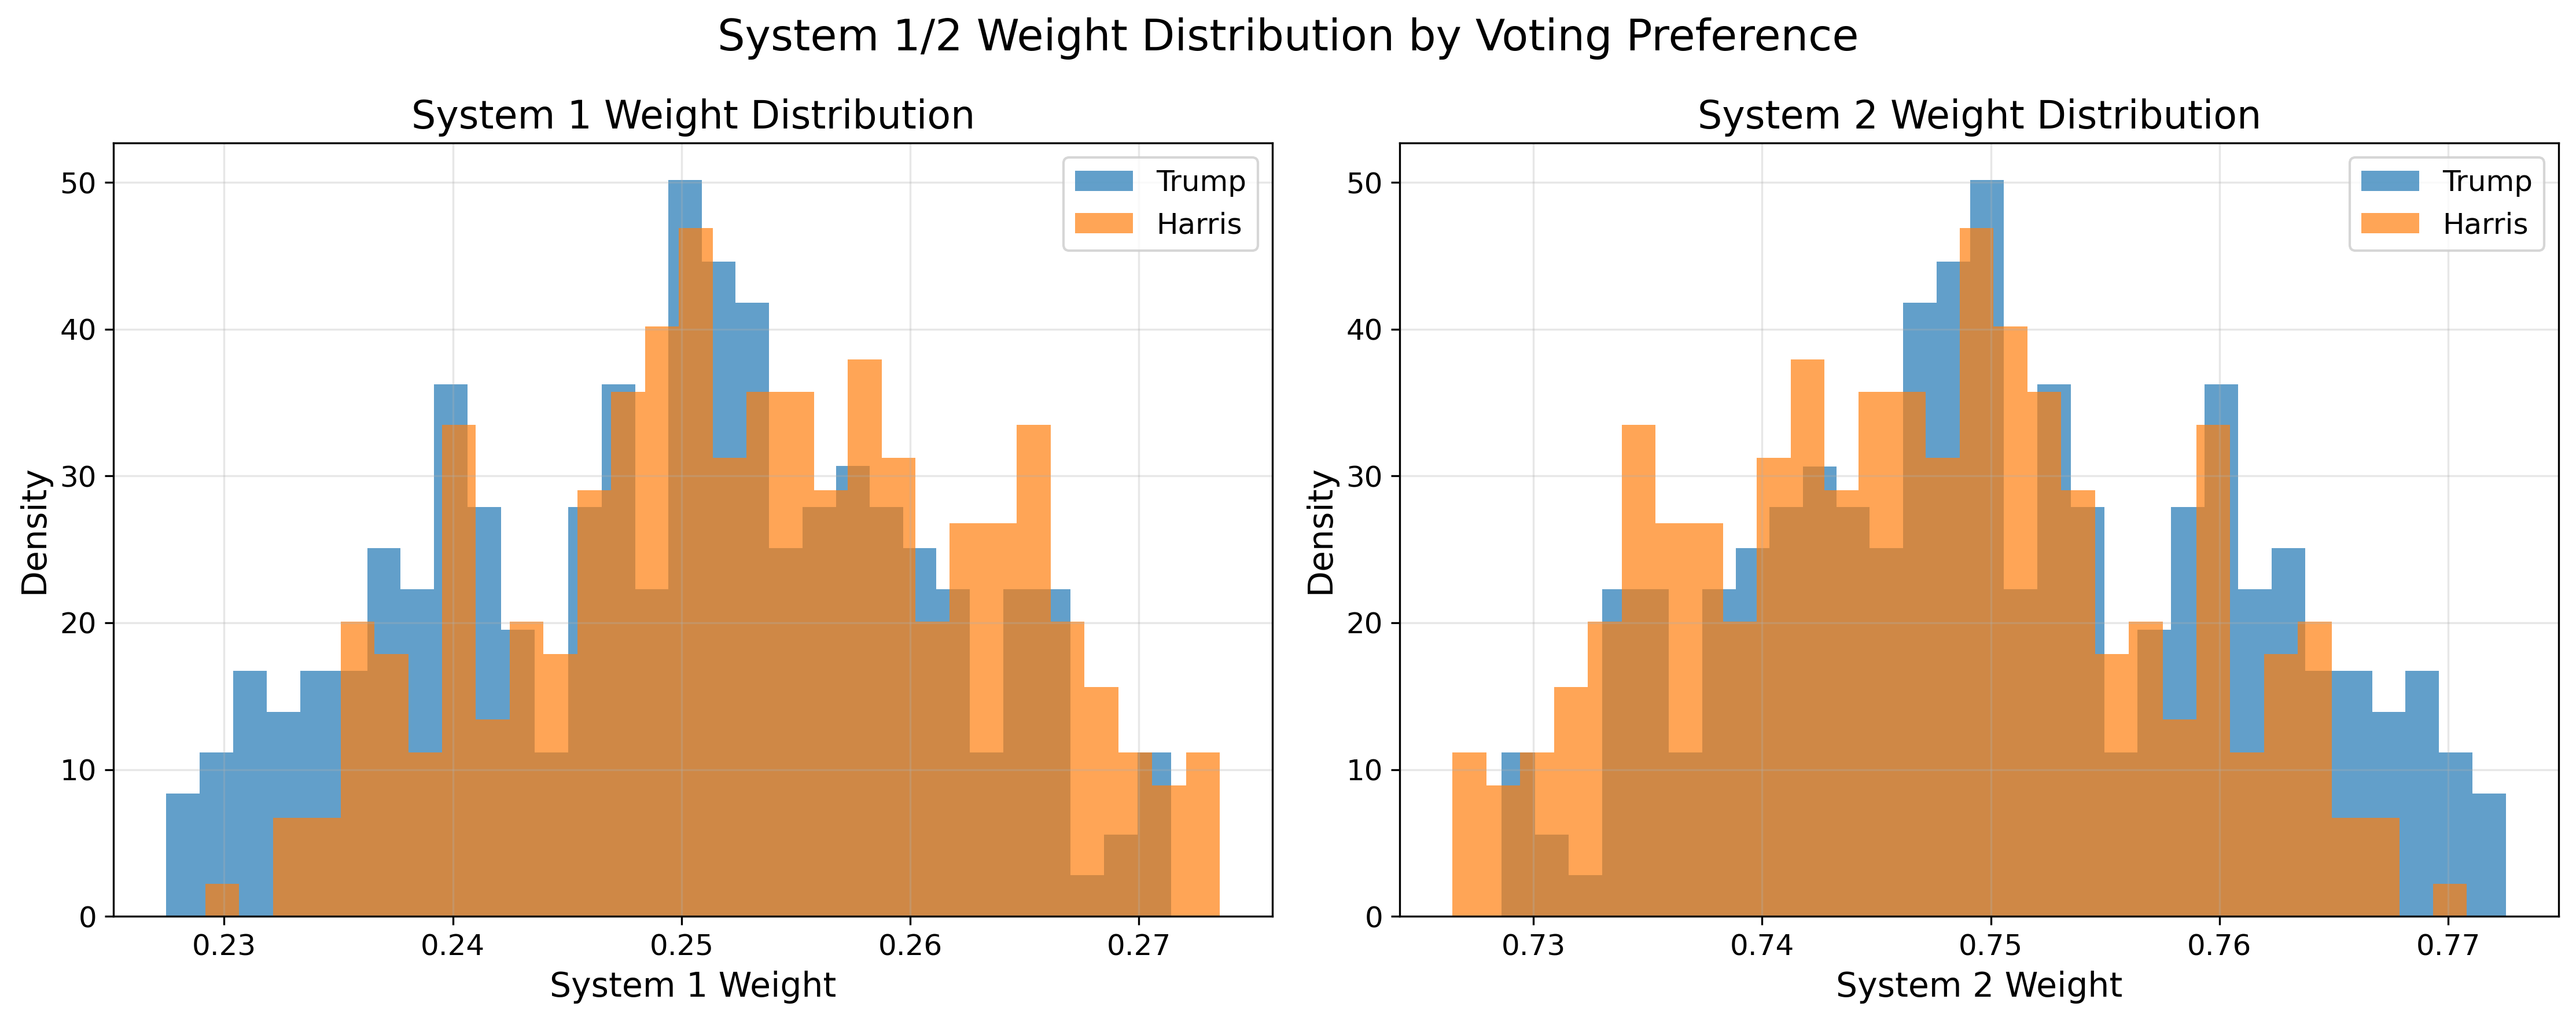 System 1/2 Weight Distribution by Voting Preference
System 1 Weight Distribution
Trump
Harris
50
40
30
20
10
0
Density
0.23 0.24 0.25 0.26 0.27
System 1 Weight
System 2 Weight Distribution
Trump
Harris
50
40
30
20
10
0
Density
0.73 0.74 0.75 0.76 0.77
System 2 Weight